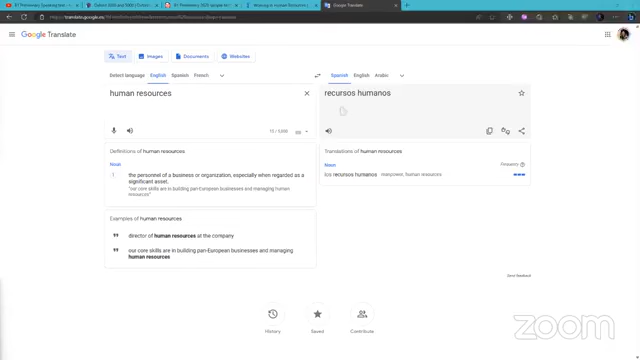 Google Translate
Google Translate
Text
Images
Documents
Websites
Detect language
English
Spanish
French
Spanish
English
Arabic
human resources
recursos humanos
Definitions of human resources
Noun
1
the personnel of a business or organization, especially when regarded as a
significant asset.
"our core skills are in building pan-European businesses and managing human
resources"
Translations of human resources
Noun
Frequency
los recursos humanos
manpower, human resources
Examples of human resources
director of human resources at the company
our core skills are in building pan-European businesses and managing
human resources
Send feedback
History
Saved
Contribute
zoom